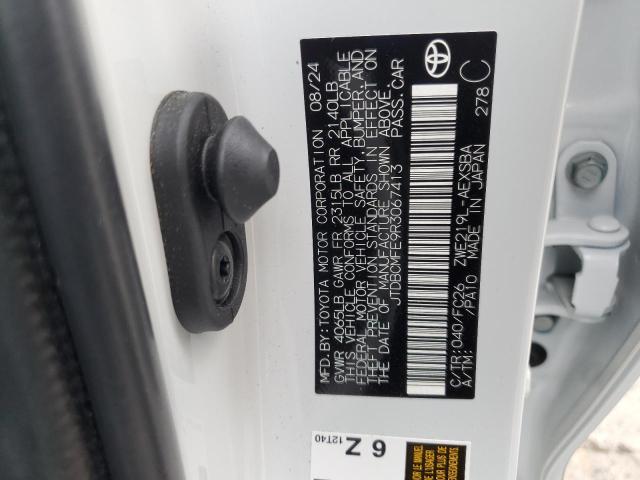 MFD.BY:TOYOTA MOTOR CORPORATION 08/24
GVWR 4065LB GAWR FR 2315LB RR 2140LB
THIS VEHICLE CONFORMS TO ALL APPLICABLE
FEDERAL MOTOR VEHICLE SAFETY,BUMPER,AND
THEFT PREVENTION STANDARDS IN EFFECT ON
THE DATE OF MANUFACTURE SHOWN ABOVE.
JTDBCMFE9R3067413 PASS.CAR
C/TR:040/FC26 ZWE219L-AEXSBA
A/TM: /PA10 MADE IN JAPAN
278 C
6 Z
12T40